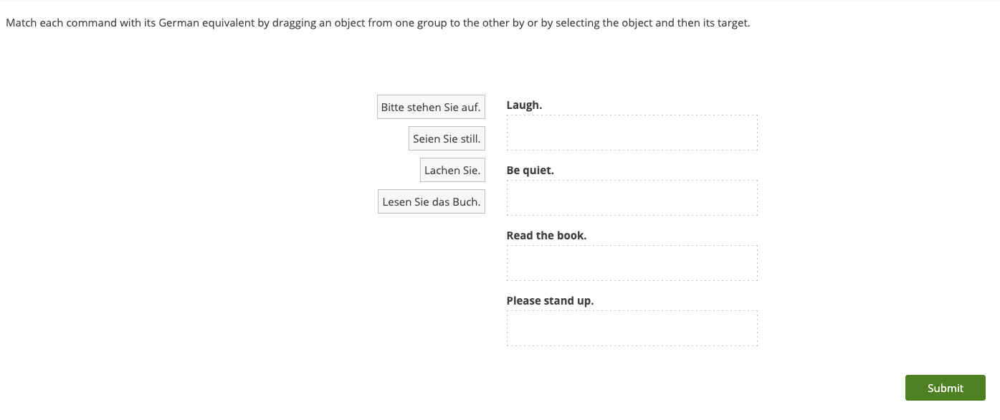 Match each command with its German equivalent by dragging an object from one group to the other by or by selecting the object and then its target.
Bitte stehen Sie auf.
Seien Sie still.
Lachen Sie.
Lesen Sie das Buch.
Laugh.
Be quiet.
Read the book.
Please stand up.
Submit